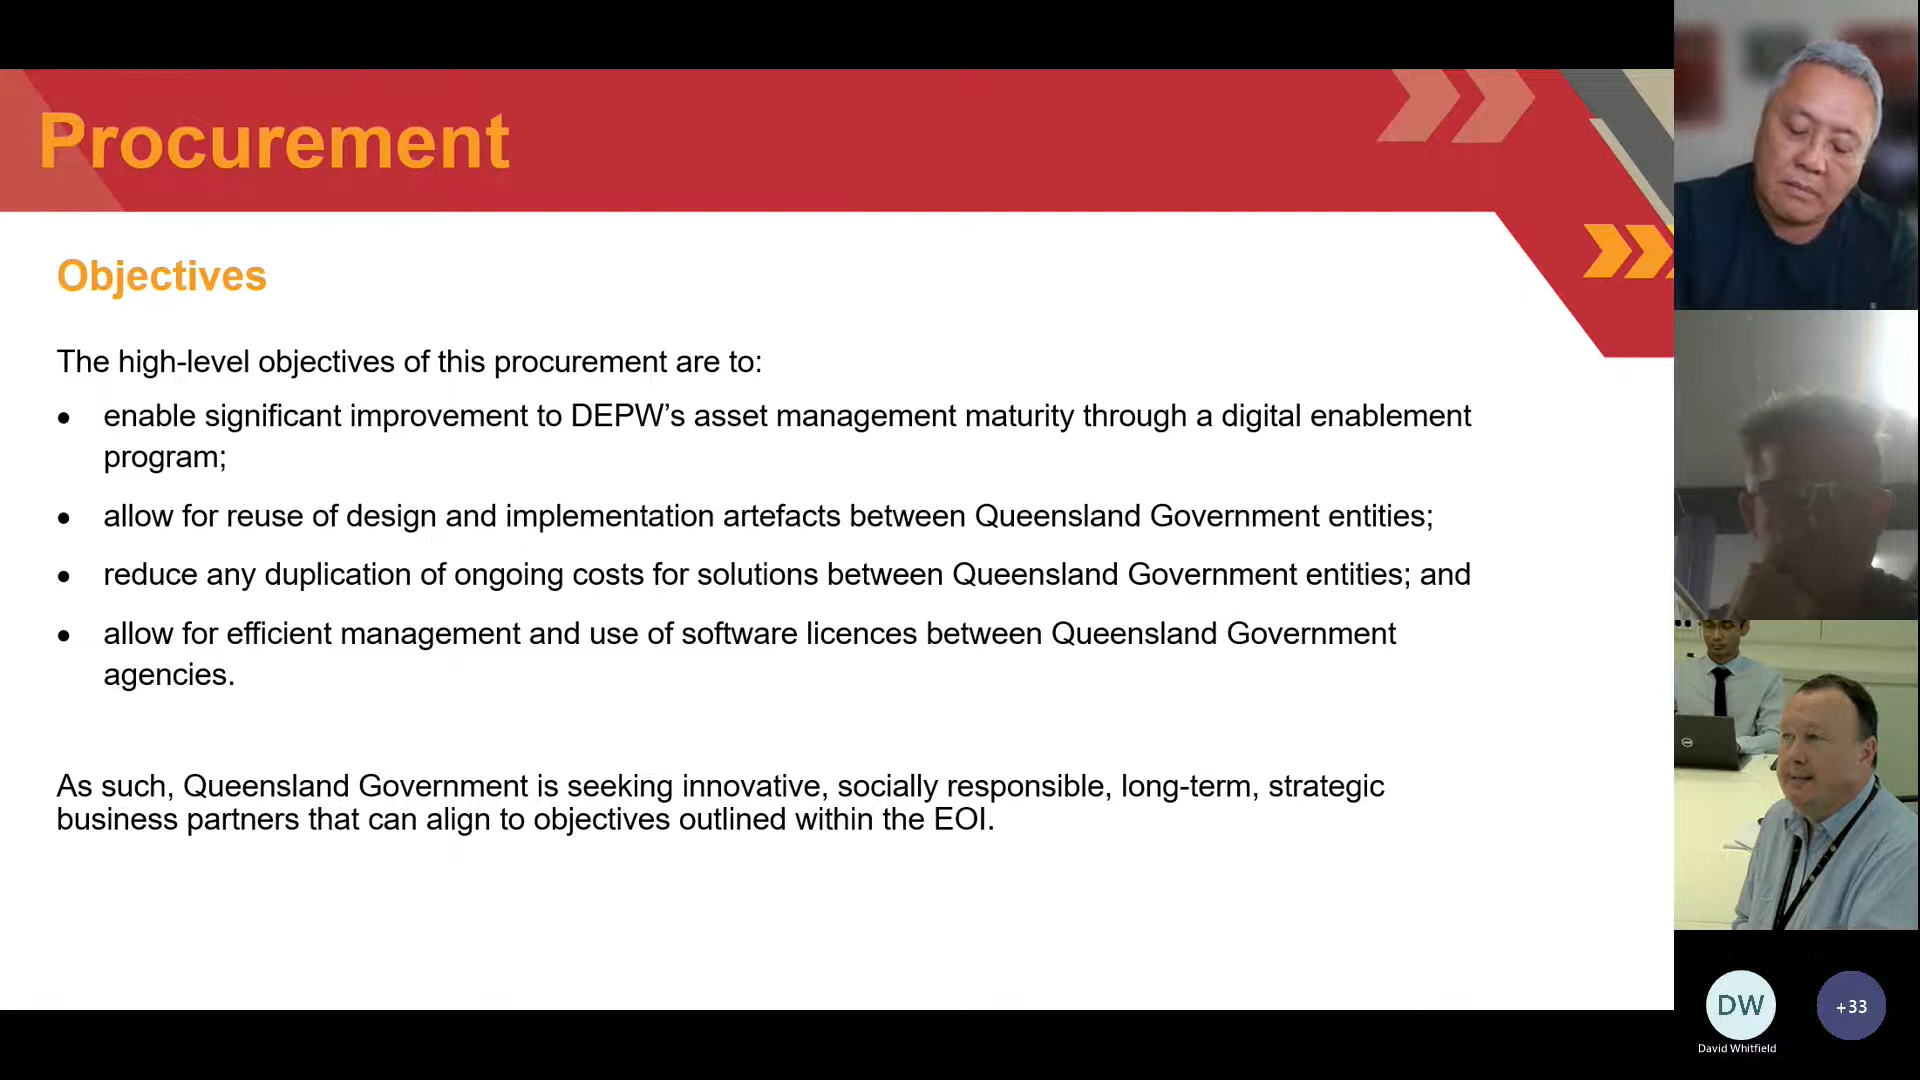 Procurement
Objectives
The high-level objectives of this procurement are to:
• enable significant improvement to DEPW’s asset management maturity through a digital enablement
program;
• allow for reuse of design and implementation artefacts between Queensland Government entities;
• reduce any duplication of ongoing costs for solutions between Queensland Government entities; and
• allow for efficient management and use of software licences between Queensland Government
agencies.
As such, Queensland Government is seeking innovative, socially responsible, long-term, strategic
business partners that can align to objectives outlined within the EOI.
DW
+33
David Whitfield